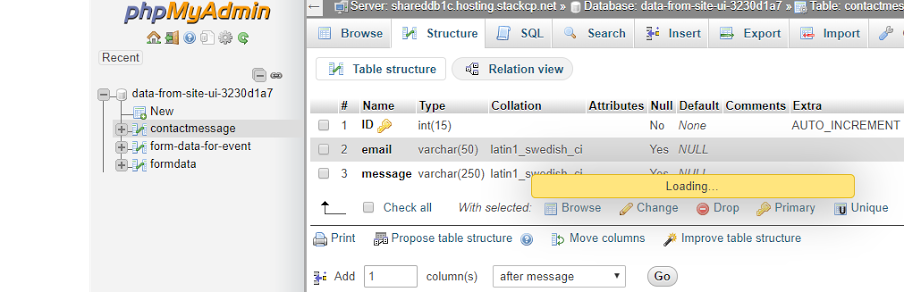 phpMyAdmin
Recent
data-from-site-ui-3230d1a7
New
contactmessage
form-data-for-event
formdata
Server: shareddb1c.hosting.stackcp.net » Database: data-from-site-ui-3230d1a7 » Table: contactmes
Browse Structure SQL Search Insert Export Import
Table structure Relation view
# Name Type Collation Attributes Null Default Comments Extra
1 ID int(15) No None AUTO_INCREMENT
2 email varchar(50) latin1_swedish_ci Yes NULL
3 message varchar(250) latin1_swedish_ci Yes NULL
Loading...
Check all With selected: Browse Change Drop Primary Unique
Print Propose table structure Move columns Improve table structure
Add 1 column(s) after message Go